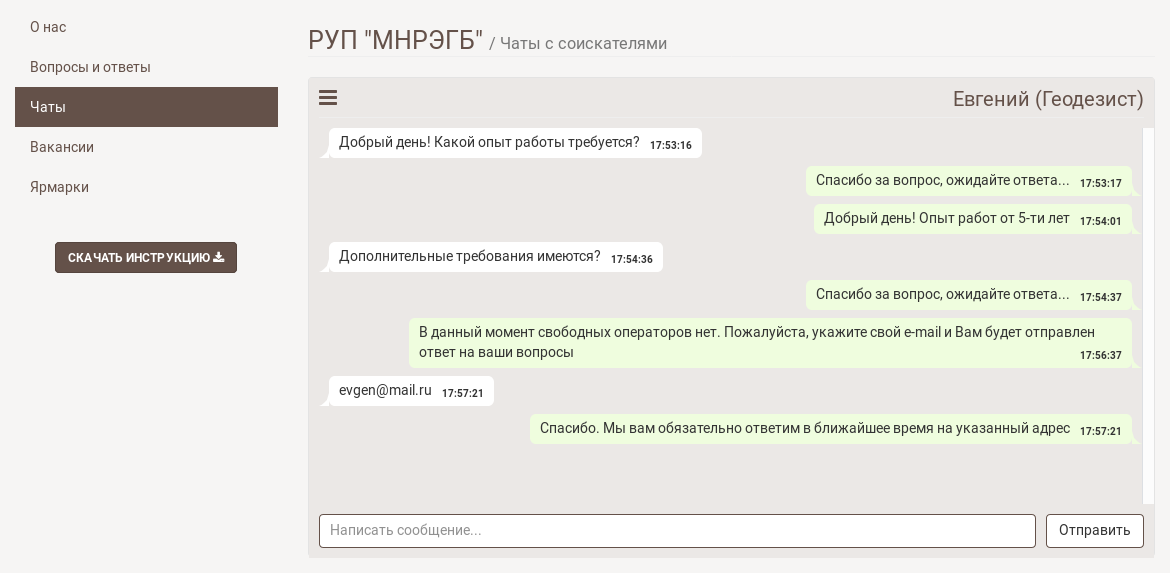 О нас
Вопросы и ответы
Чаты
Вакансии
Ярмарки
СКАЧАТЬ ИНСТРУКЦИЮ
РУП "МНРЭГБ" / Чаты с соискателями
Евгений (Геодезист)
Добрый день! Какой опыт работы требуется? 17:53:16
Спасибо за вопрос, ожидайте ответа... 17:53:17
Добрый день! Опыт работ от 5-ти лет 17:54:01
Дополнительные требования имеются? 17:54:36
Спасибо за вопрос, ожидайте ответа... 17:54:37
В данный момент свободных операторов нет. Пожалуйста, укажите свой e-mail и Вам будет отправлен
ответ на ваши вопросы 17:56:37
evgen@mail.ru 17:57:21
Спасибо. Мы вам обязательно ответим в ближайшее время на указанный адрес 17:57:21
Написать сообщение... Отправить